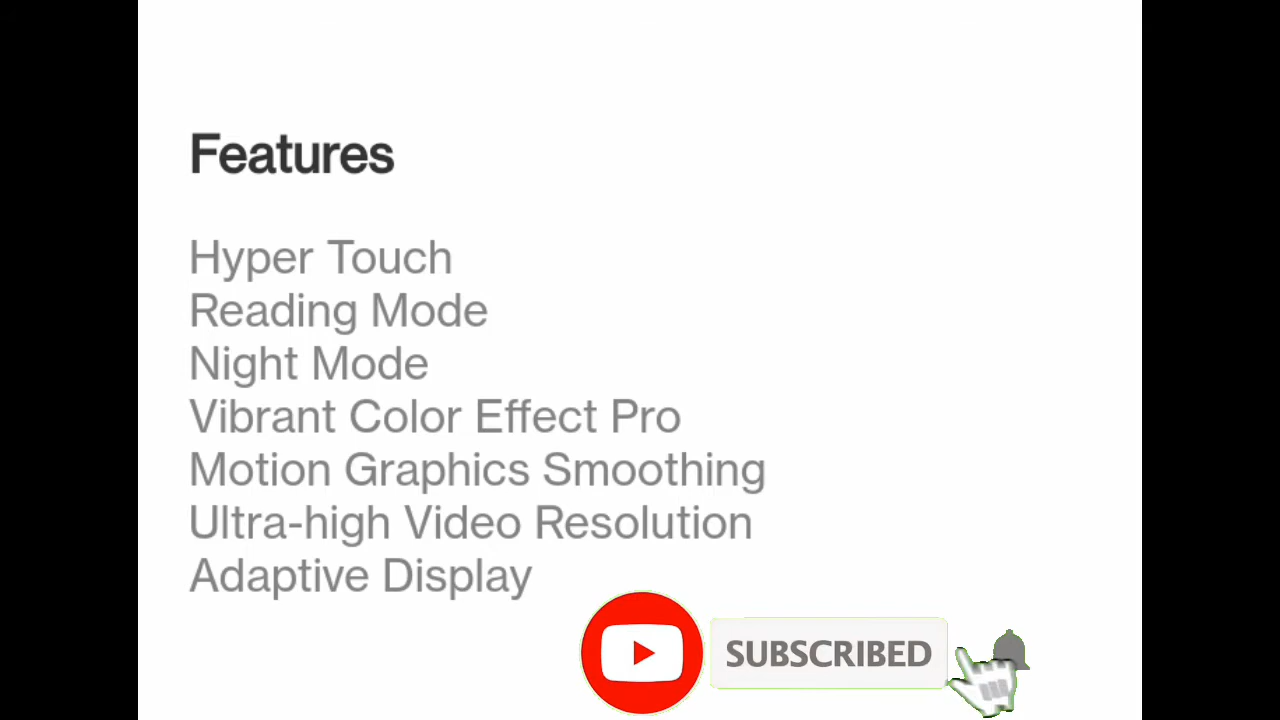 Features
Hyper Touch
Reading Mode
Night Mode
Vibrant Color Effect Pro
Motion Graphics Smoothing
Ultra-high Video Resolution
Adaptive Display
SUBSCRIBED